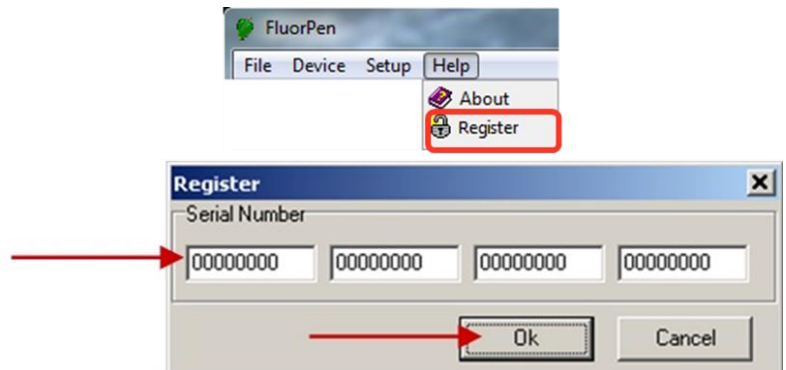 FluorPen
File Device Setup Help
About
Register
Register
Serial Number
00000000 00000000 00000000 00000000
Ok Cancel